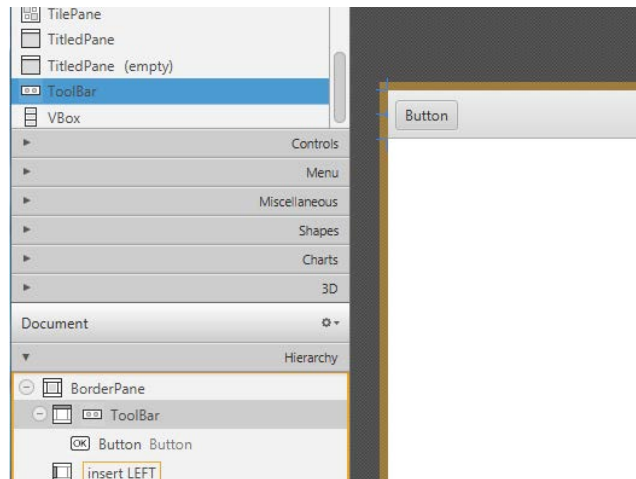 TilePane
TitledPane
TitledPane (empty)
ToolBar
VBox
Controls
Menu
Miscellaneous
Shapes
Charts
3D
Document
Hierarchy
BorderPane
ToolBar
OK Button Button
insert LEFT
Button